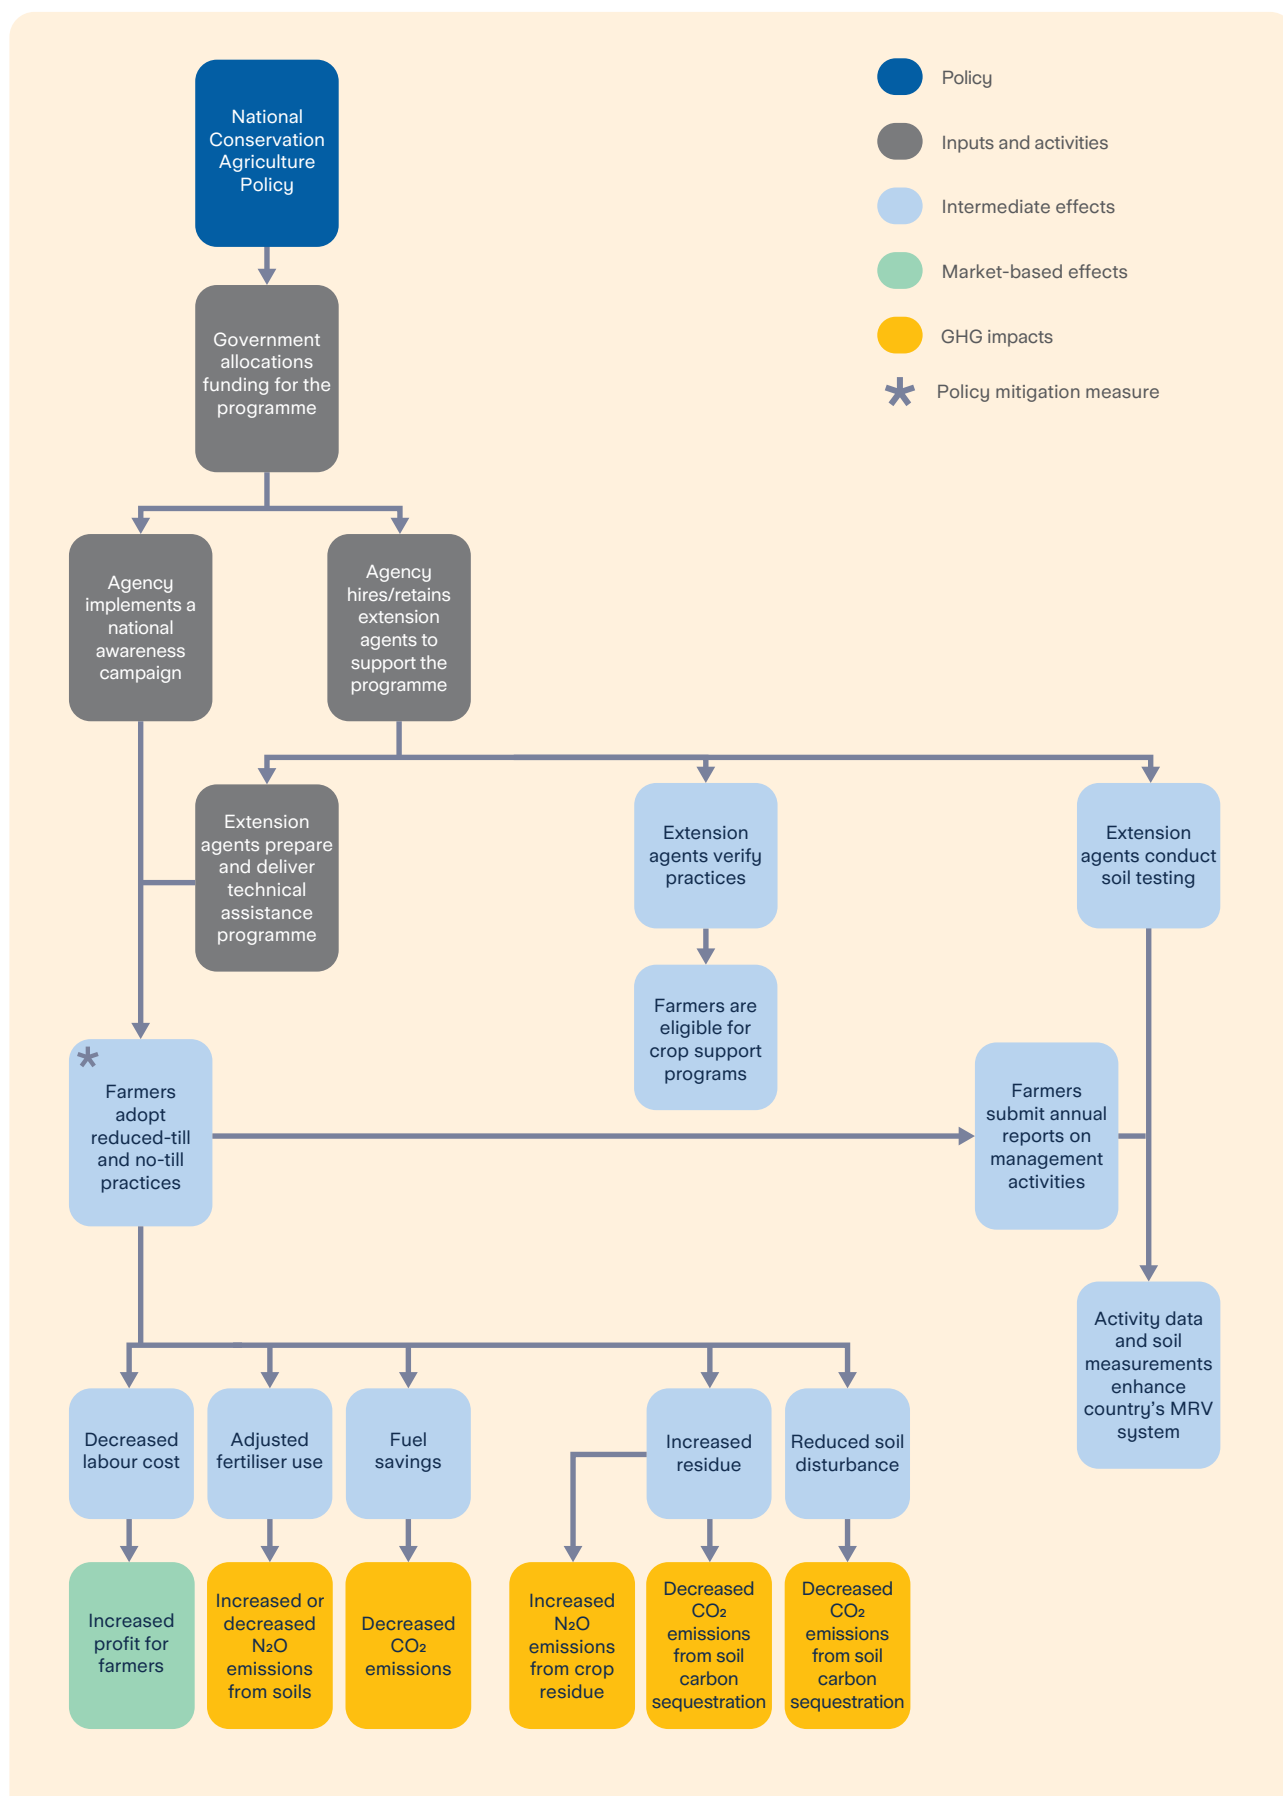 National
Conservation
Agriculture
Policy
Policy
Inputs and activities
Intermediate effects
Market-based effects
GHG impacts
Policy mitigation measure
Government
allocations
funding for the
programme
Agency
implements a
national
awareness
campaign
Agency
hires/retains
extension
agents to
support the
programme
Extension
agents prepare
and deliver
technical
assistance
programme
Extension
agents verify
practices
Extension
agents conduct
soil testing
Farmers are
eligible for
crop support
programs
Farmers
adopt
reduced-till
and no-till
practices
Farmers
submit annual
reports on
management
activities
Activity data
and soil
measurements
enhance
country's MRV
system
Decreased
labour cost
Adjusted
fertiliser use
Fuel
savings
Increased
residue
Reduced soil
disturbance
Increased
profit for
farmers
Increased or
decreased
N₂O
emissions
from soils
Decreased
CO₂
emissions
Increased
N₂O
emissions
from crop
residue
Decreased
CO₂
emissions
from soil
carbon
sequestration
Decreased
CO₂
emissions
from soil
carbon
sequestration